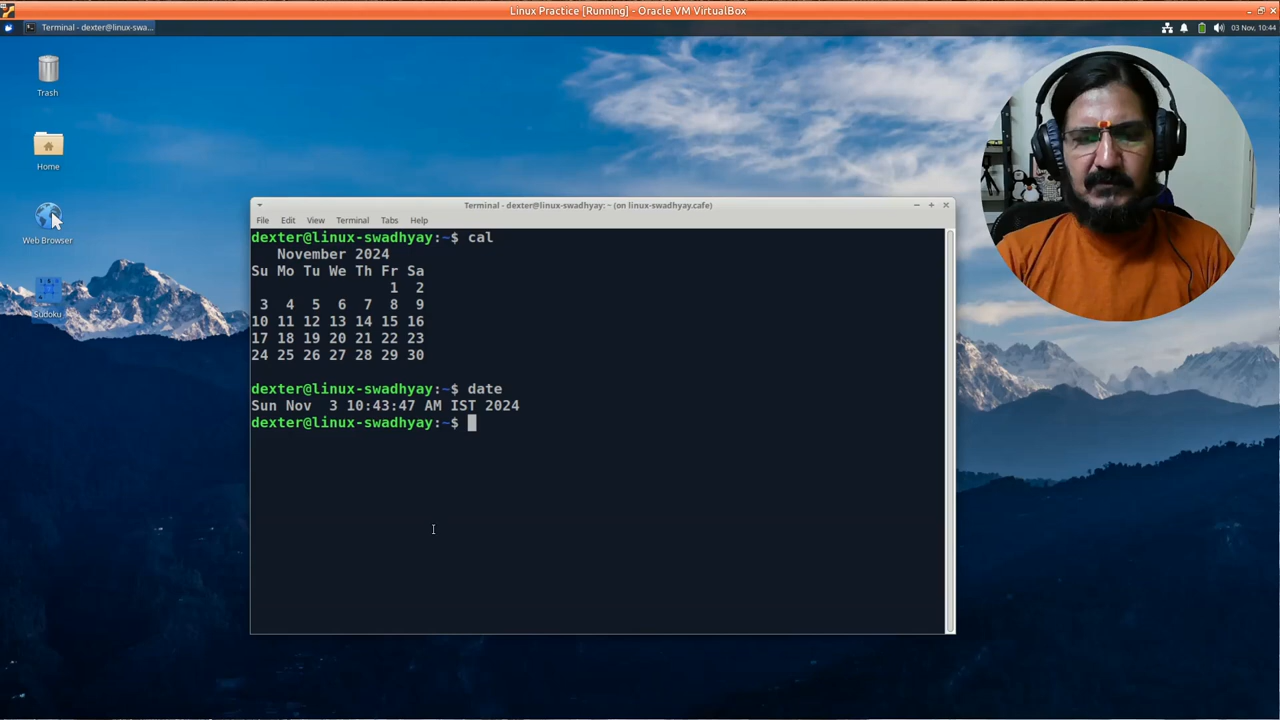 Linux Practice [Running] - Oracle VM VirtualBox
Terminal - dexter@linux-swa...
03 Nov, 10:44
Trash
Home
Web Browser
Sudoku
Terminal - dexter@linux-swadhyay: ~ (on linux-swadhyay.cafe)
File Edit View Terminal Tabs Help
dexter@linux-swadhyay:~$ cal
November 2024
Su Mo Tu We Th Fr Sa
1 2
3 4 5 6 7 8 9
10 11 12 13 14 15 16
17 18 19 20 21 22 23
24 25 26 27 28 29 30
dexter@linux-swadhyay:~$ date
Sun Nov  3 10:43:47 AM IST 2024
dexter@linux-swadhyay:~$